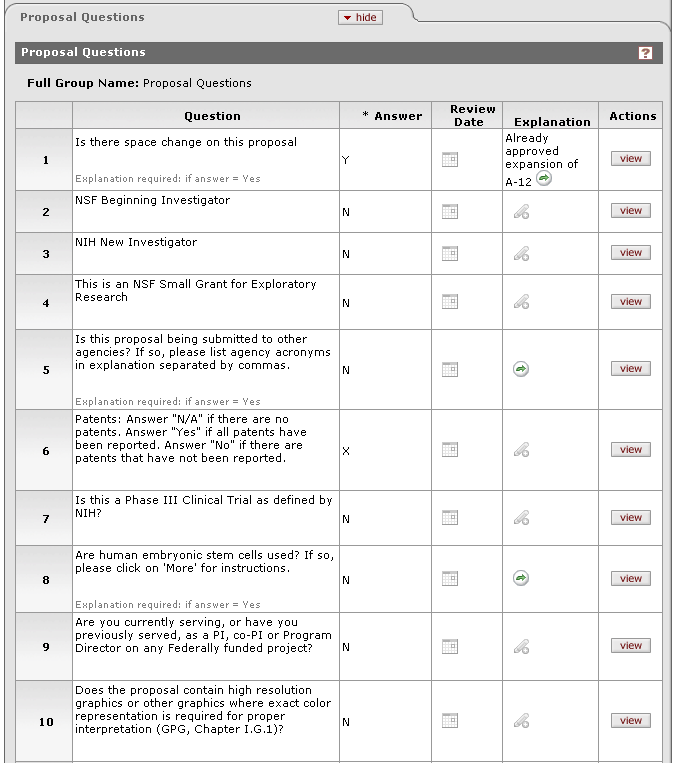 Proposal Questions
hide
Proposal Questions
?
Full Group Name: Proposal Questions
Question
* Answer
Review
Date
Explanation
Actions
1
Is there space change on this proposal
Explanation required: if answer = Yes
Y
Already
approved
expansion of
A-12
view
2
NSF Beginning Investigator
N
view
3
NIH New Investigator
N
view
4
This is an NSF Small Grant for Exploratory
Research
N
view
5
Is this proposal being submitted to other
agencies? If so, please list agency acronyms
in explanation separated by commas.
Explanation required: if answer = Yes
N
view
6
Patents: Answer "N/A" if there are no
patents. Answer "Yes" if all patents have
been reported. Answer "No" if there are
patents that have not been reported.
X
view
7
Is this a Phase III Clinical Trial as defined by
NIH?
N
view
8
Are human embryonic stem cells used? If so,
please click on 'More' for instructions.
Explanation required: if answer = Yes
N
view
9
Are you currently serving, or have you
previously served, as a PI, co-PI or Program
Director on any Federally funded project?
N
view
10
Does the proposal contain high resolution
graphics or other graphics where exact color
representation is required for proper
interpretation (GPG, Chapter I.G.1)?
N
view